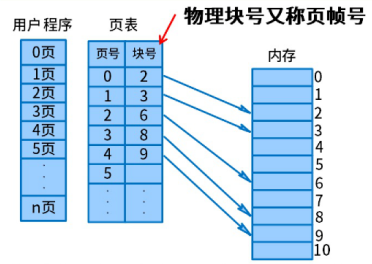 物理块号又称页帧号
用户程序
页表
内存
0页
1页
2页
3页
4页
5页
.
.
.
n页
页号 块号
0 2
1 3
2 6
3 8
4 9
5
. .
. .
. .
0
1
2
3
4
5
6
7
8
9
10